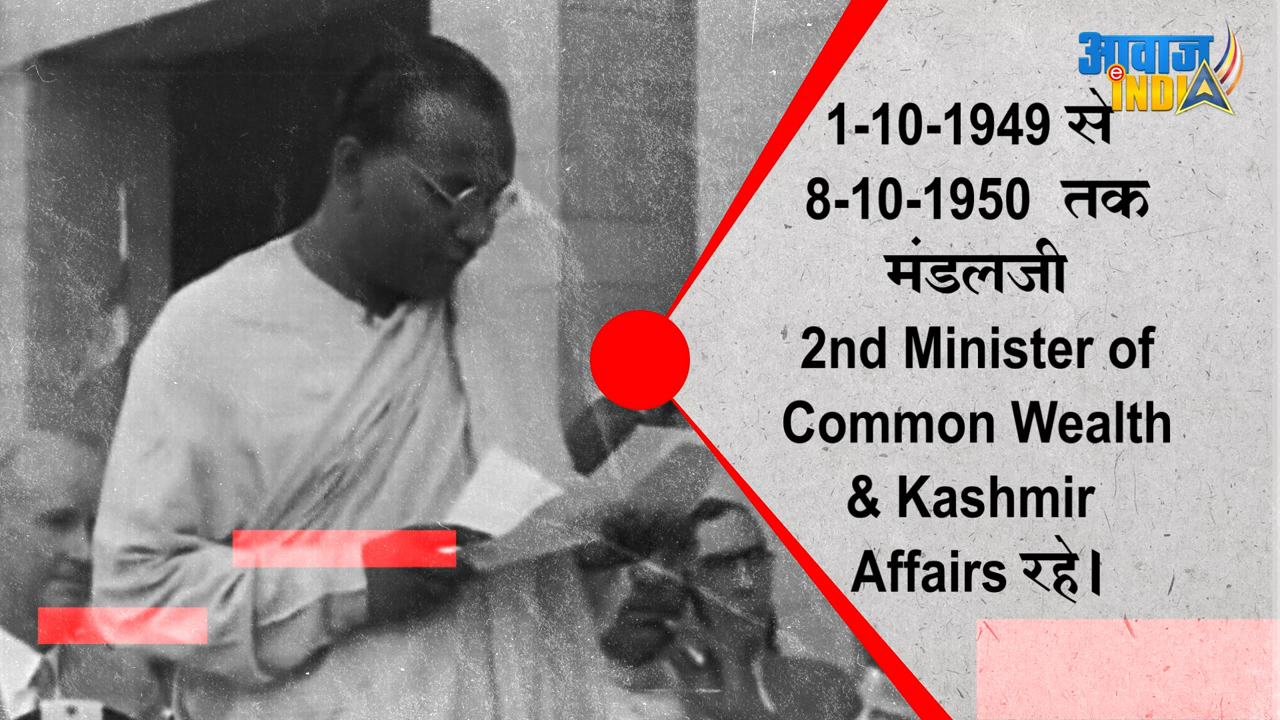 आवाज
e INDIA
1-10-1949 से
8-10-1950 तक
मंडलजी
2nd Minister of
Common Wealth
& Kashmir
Affairs रहे।